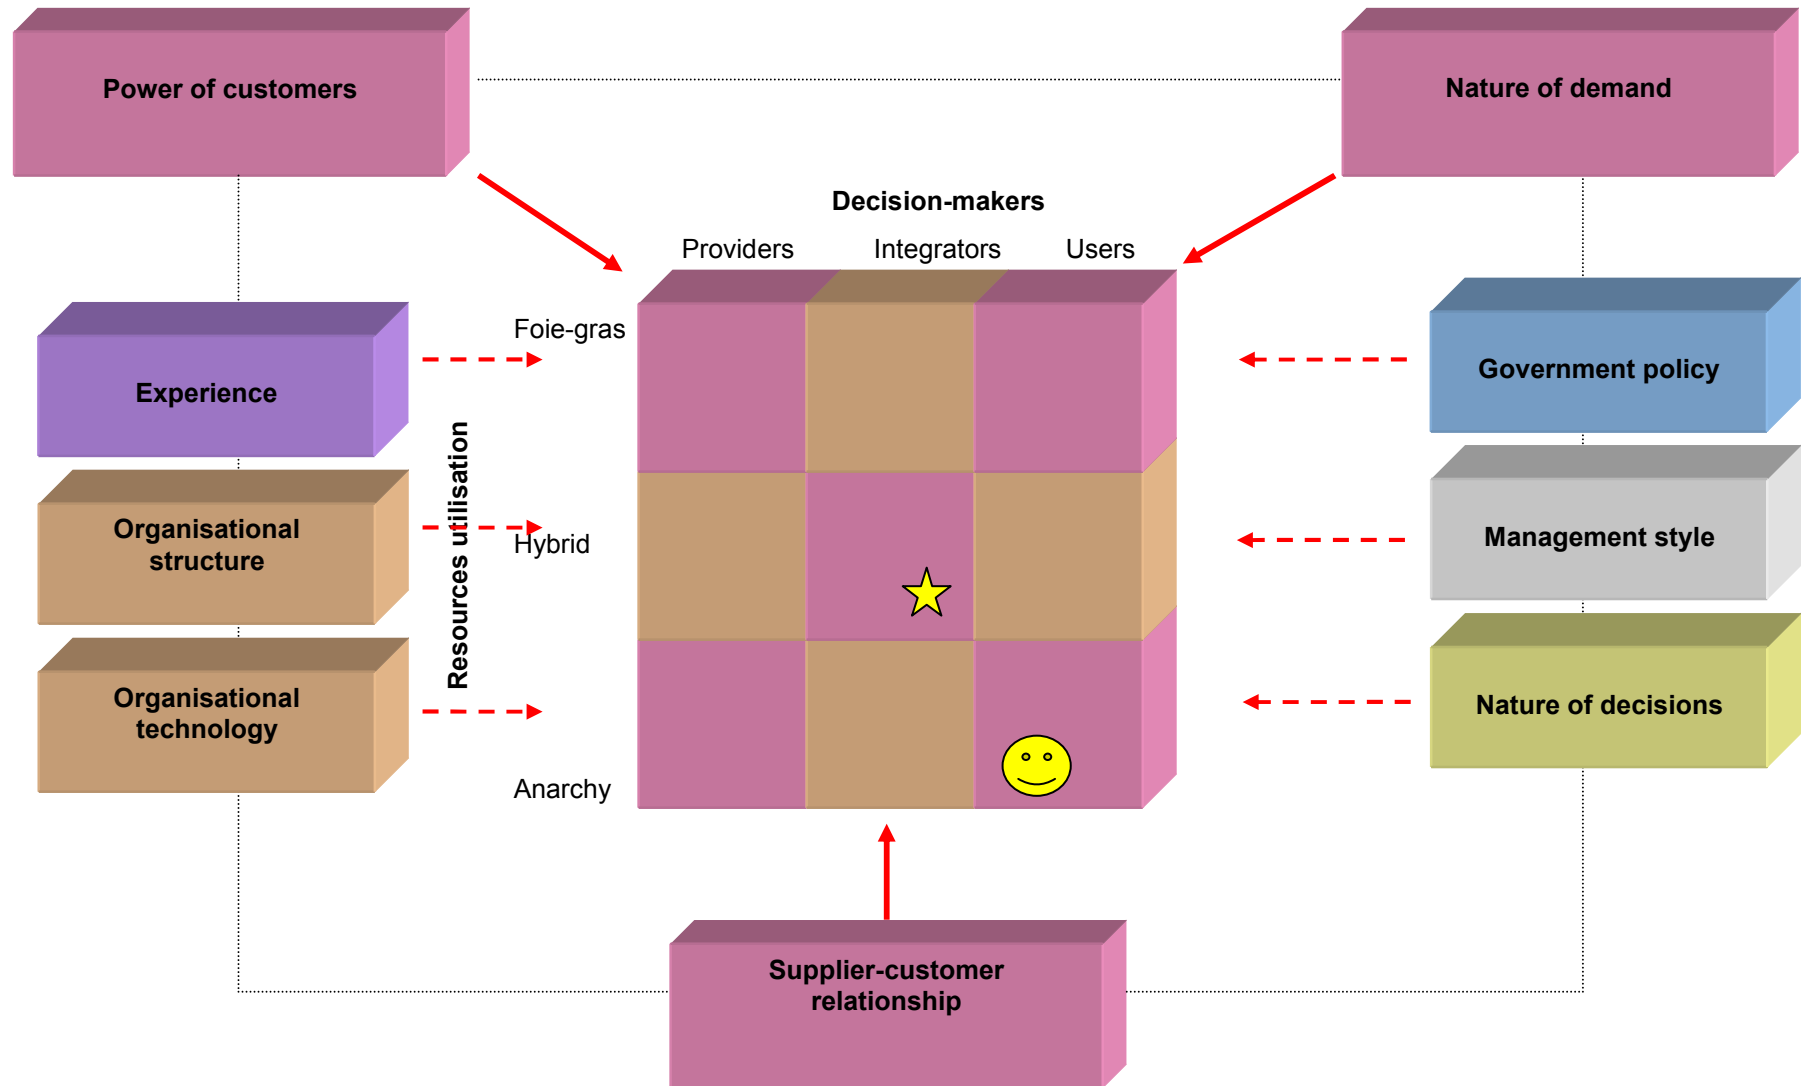 Power of customers
Nature of demand
Decision-makers
Providers
Integrators
Users
Foie-gras
Experience
Government policy
Resources utilisation
Organisational
structure
Hybrid
Management style
Organisational
technology
Nature of decisions
Anarchy
Supplier-customer
relationship